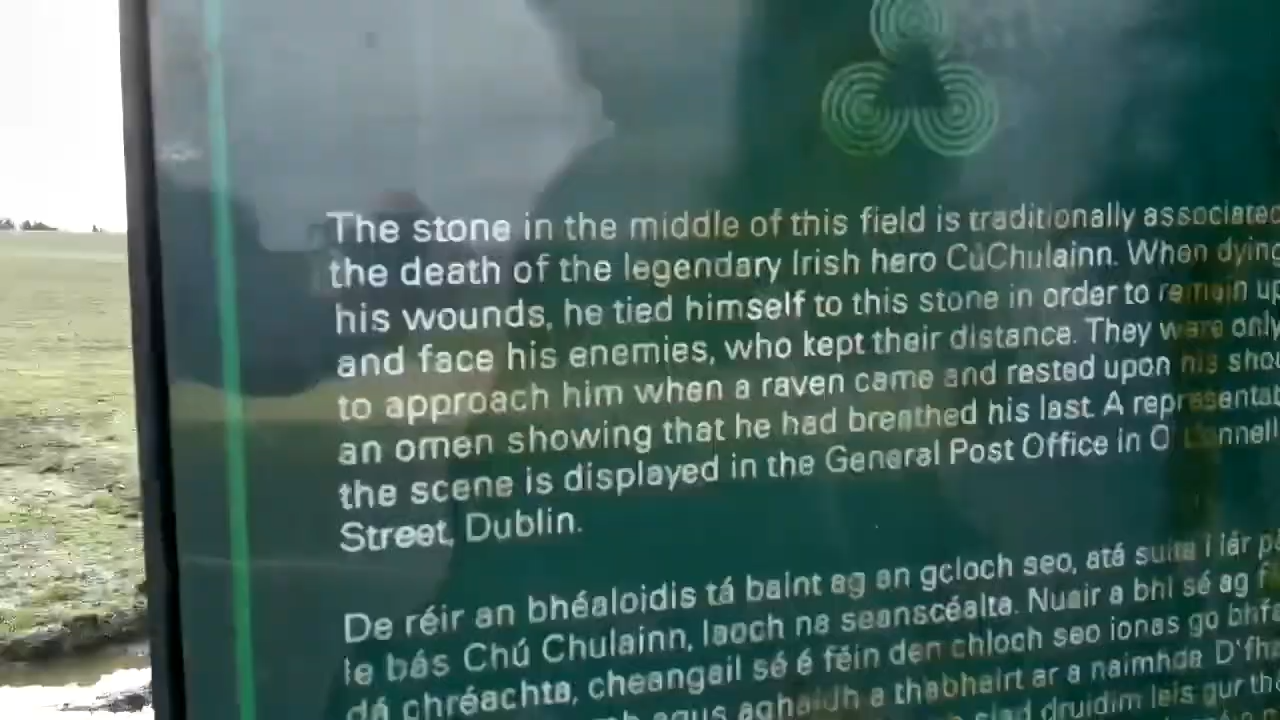 The stone in the middle of this field is traditionally associated
the death of the legendary Irish hero CúChulainn. When dying
his wounds, he tied himself to this stone in order to remain
and face his enemies, who kept their distance. They were only
to approach him when a raven came and rested upon his
an omen showing that he had breathed his last. A
the scene is displayed in the General Post Office in
Street, Dublin.
De réir an bhéaloidis tá baint ag an gcloch seo, atá suite i lár
le bás Chú Chulainn, laoch na seanscéalta. Nuair a bhí sé ag
dá chréachta, cheangail sé é féin den chloch seo ionas go
agus aghaidh a thabhairt ar a naimhde
siad druidim leis gur